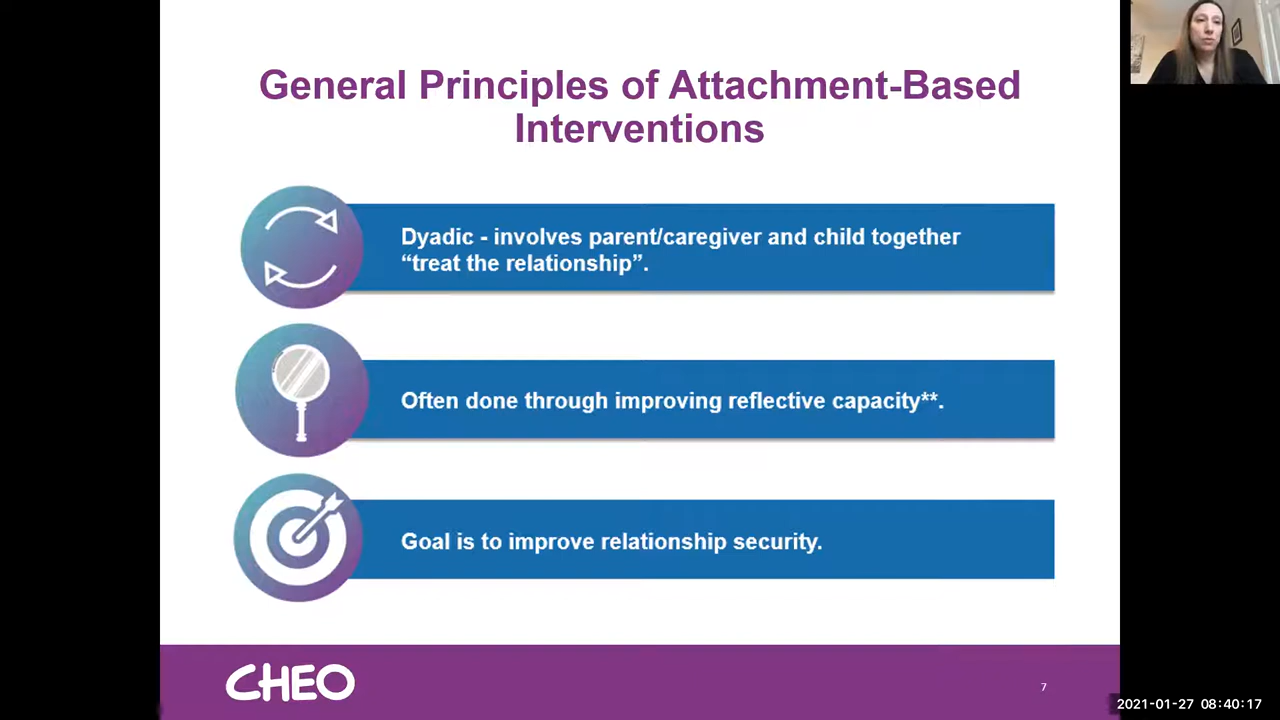 General Principles of Attachment-Based
Interventions
Dyadic - involves parent/caregiver and child together
“treat the relationship”.
Often done through improving reflective capacity**.
Goal is to improve relationship security.
CHEO
7
2021-01-27 08:40:17